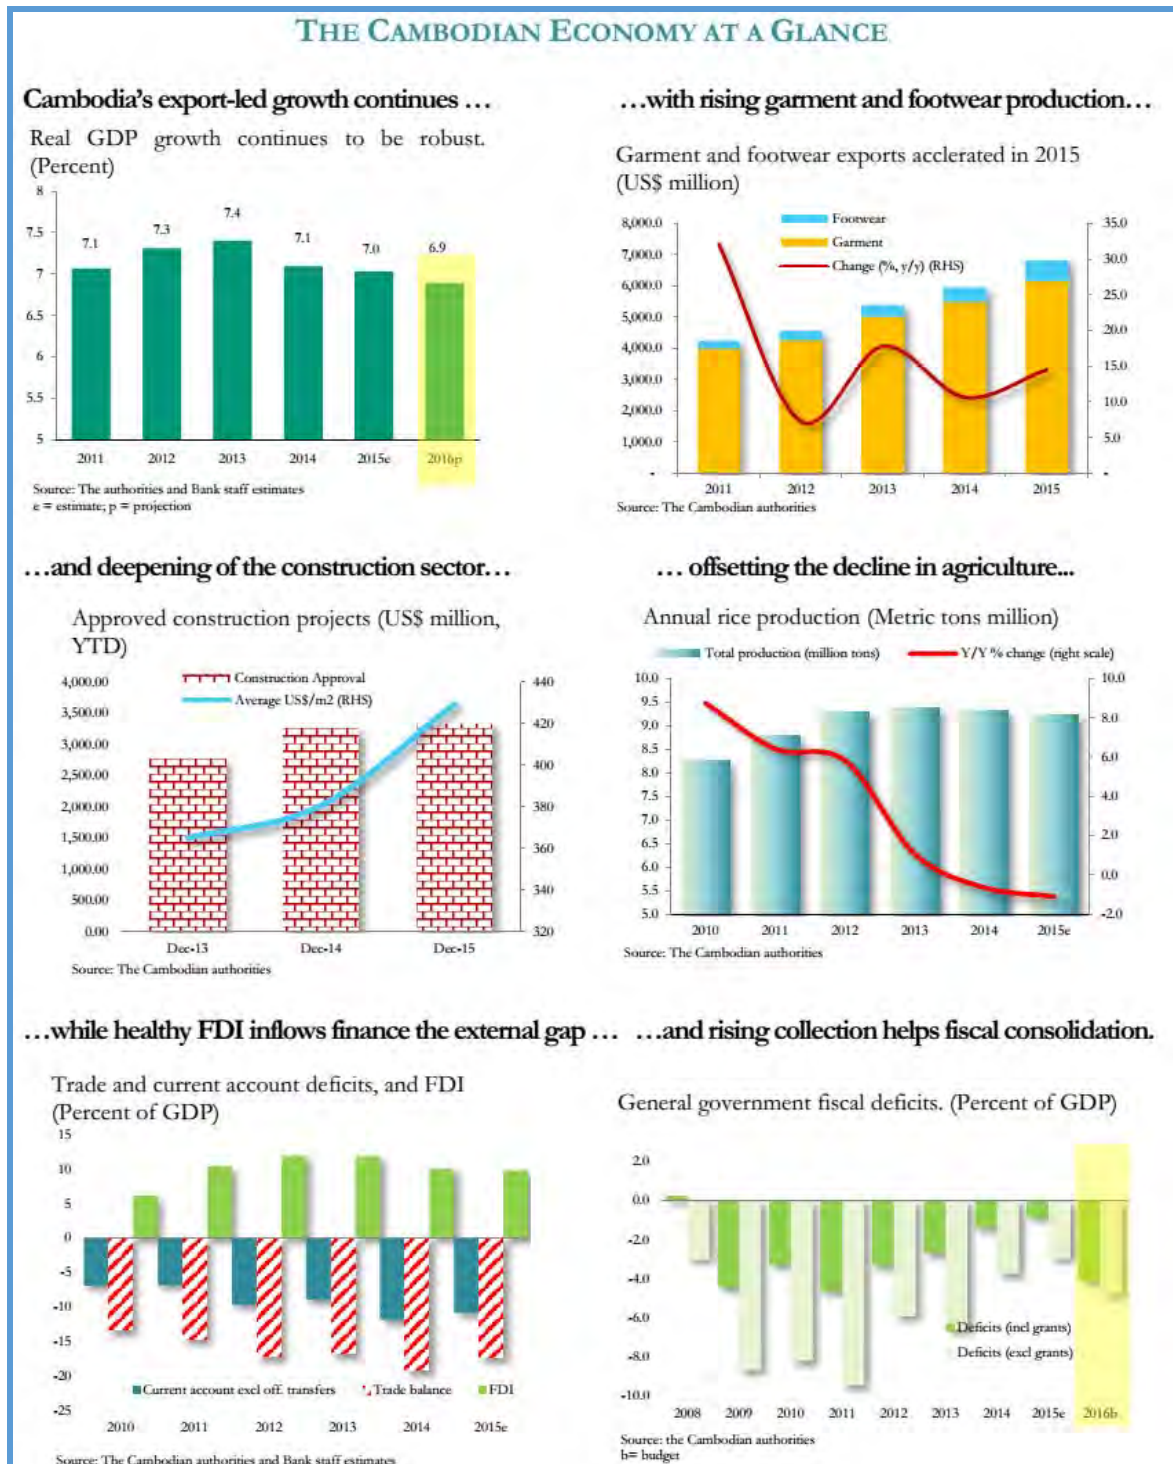 THE CAMBODIAN ECONOMY AT A GLANCE
Cambodia's export-led growth continues …
Real GDP growth continues to be robust.
(Percent)
8
7.5
7
6.5
6
5.5
5
7.1
7.3
7.4
7.1
7.0
6.9
2011 2012 2013 2014 2015e 2016p
Source: The authorities and Bank staff estimates
e = estimate; p = projection
…with rising garment and footwear production…
Garment and footwear exports acclerated in 2015
(US$ million)
8,000.0
7,000.0
6,000.0
5,000.0
4,000.0
3,000.0
2,000.0
1,000.0
-
Footwear
Garment
Change (%, y/y) (RHS)
35.0
30.0
25.0
20.0
15.0
10.0
5.0
-
2011 2012 2013 2014 2015
Source: The Cambodian authorities
…and deepening of the construction sector…
Approved construction projects (US$ million,
YTD)
4,000.00
3,500.00
3,000.00
2,500.00
2,000.00
1,500.00
1,000.00
500.00
0.00
Construction Approval
Average US$/m2 (RHS)
440
420
400
380
360
340
320
Dec-13 Dec-14 Dec-15
Source: The Cambodian authorities
… offsetting the decline in agriculture...
Annual rice production (Metric tons million)
Total production (million tons) Y/Y % change (right scale)
10.0
9.5
9.0
8.5
8.0
7.5
7.0
6.5
6.0
5.5
5.0
10.0
8.0
6.0
4.0
2.0
0.0
-2.0
2010 2011 2012 2013 2014 2015e
Source: The Cambodian authorities
…while healthy FDI inflows finance the external gap …
Trade and current account deficits, and FDI
(Percent of GDP)
15
10
5
0
-5
-10
-15
-20
-25
Current account excl off. transfers Trade balance FDI
2010 2011 2012 2013 2014 2015e
Source: The Cambodian authorities and Bank staff estimates
…and rising collection helps fiscal consolidation.
General government fiscal deficits. (Percent of GDP)
2.0
0.0
-2.0
-4.0
-6.0
-8.0
-10.0
Deficits (incl grants)
Deficits (excl grants)
2008 2009 2010 2011 2012 2013 2014 2015e 2016b
Source: the Cambodian authorities
b= budget